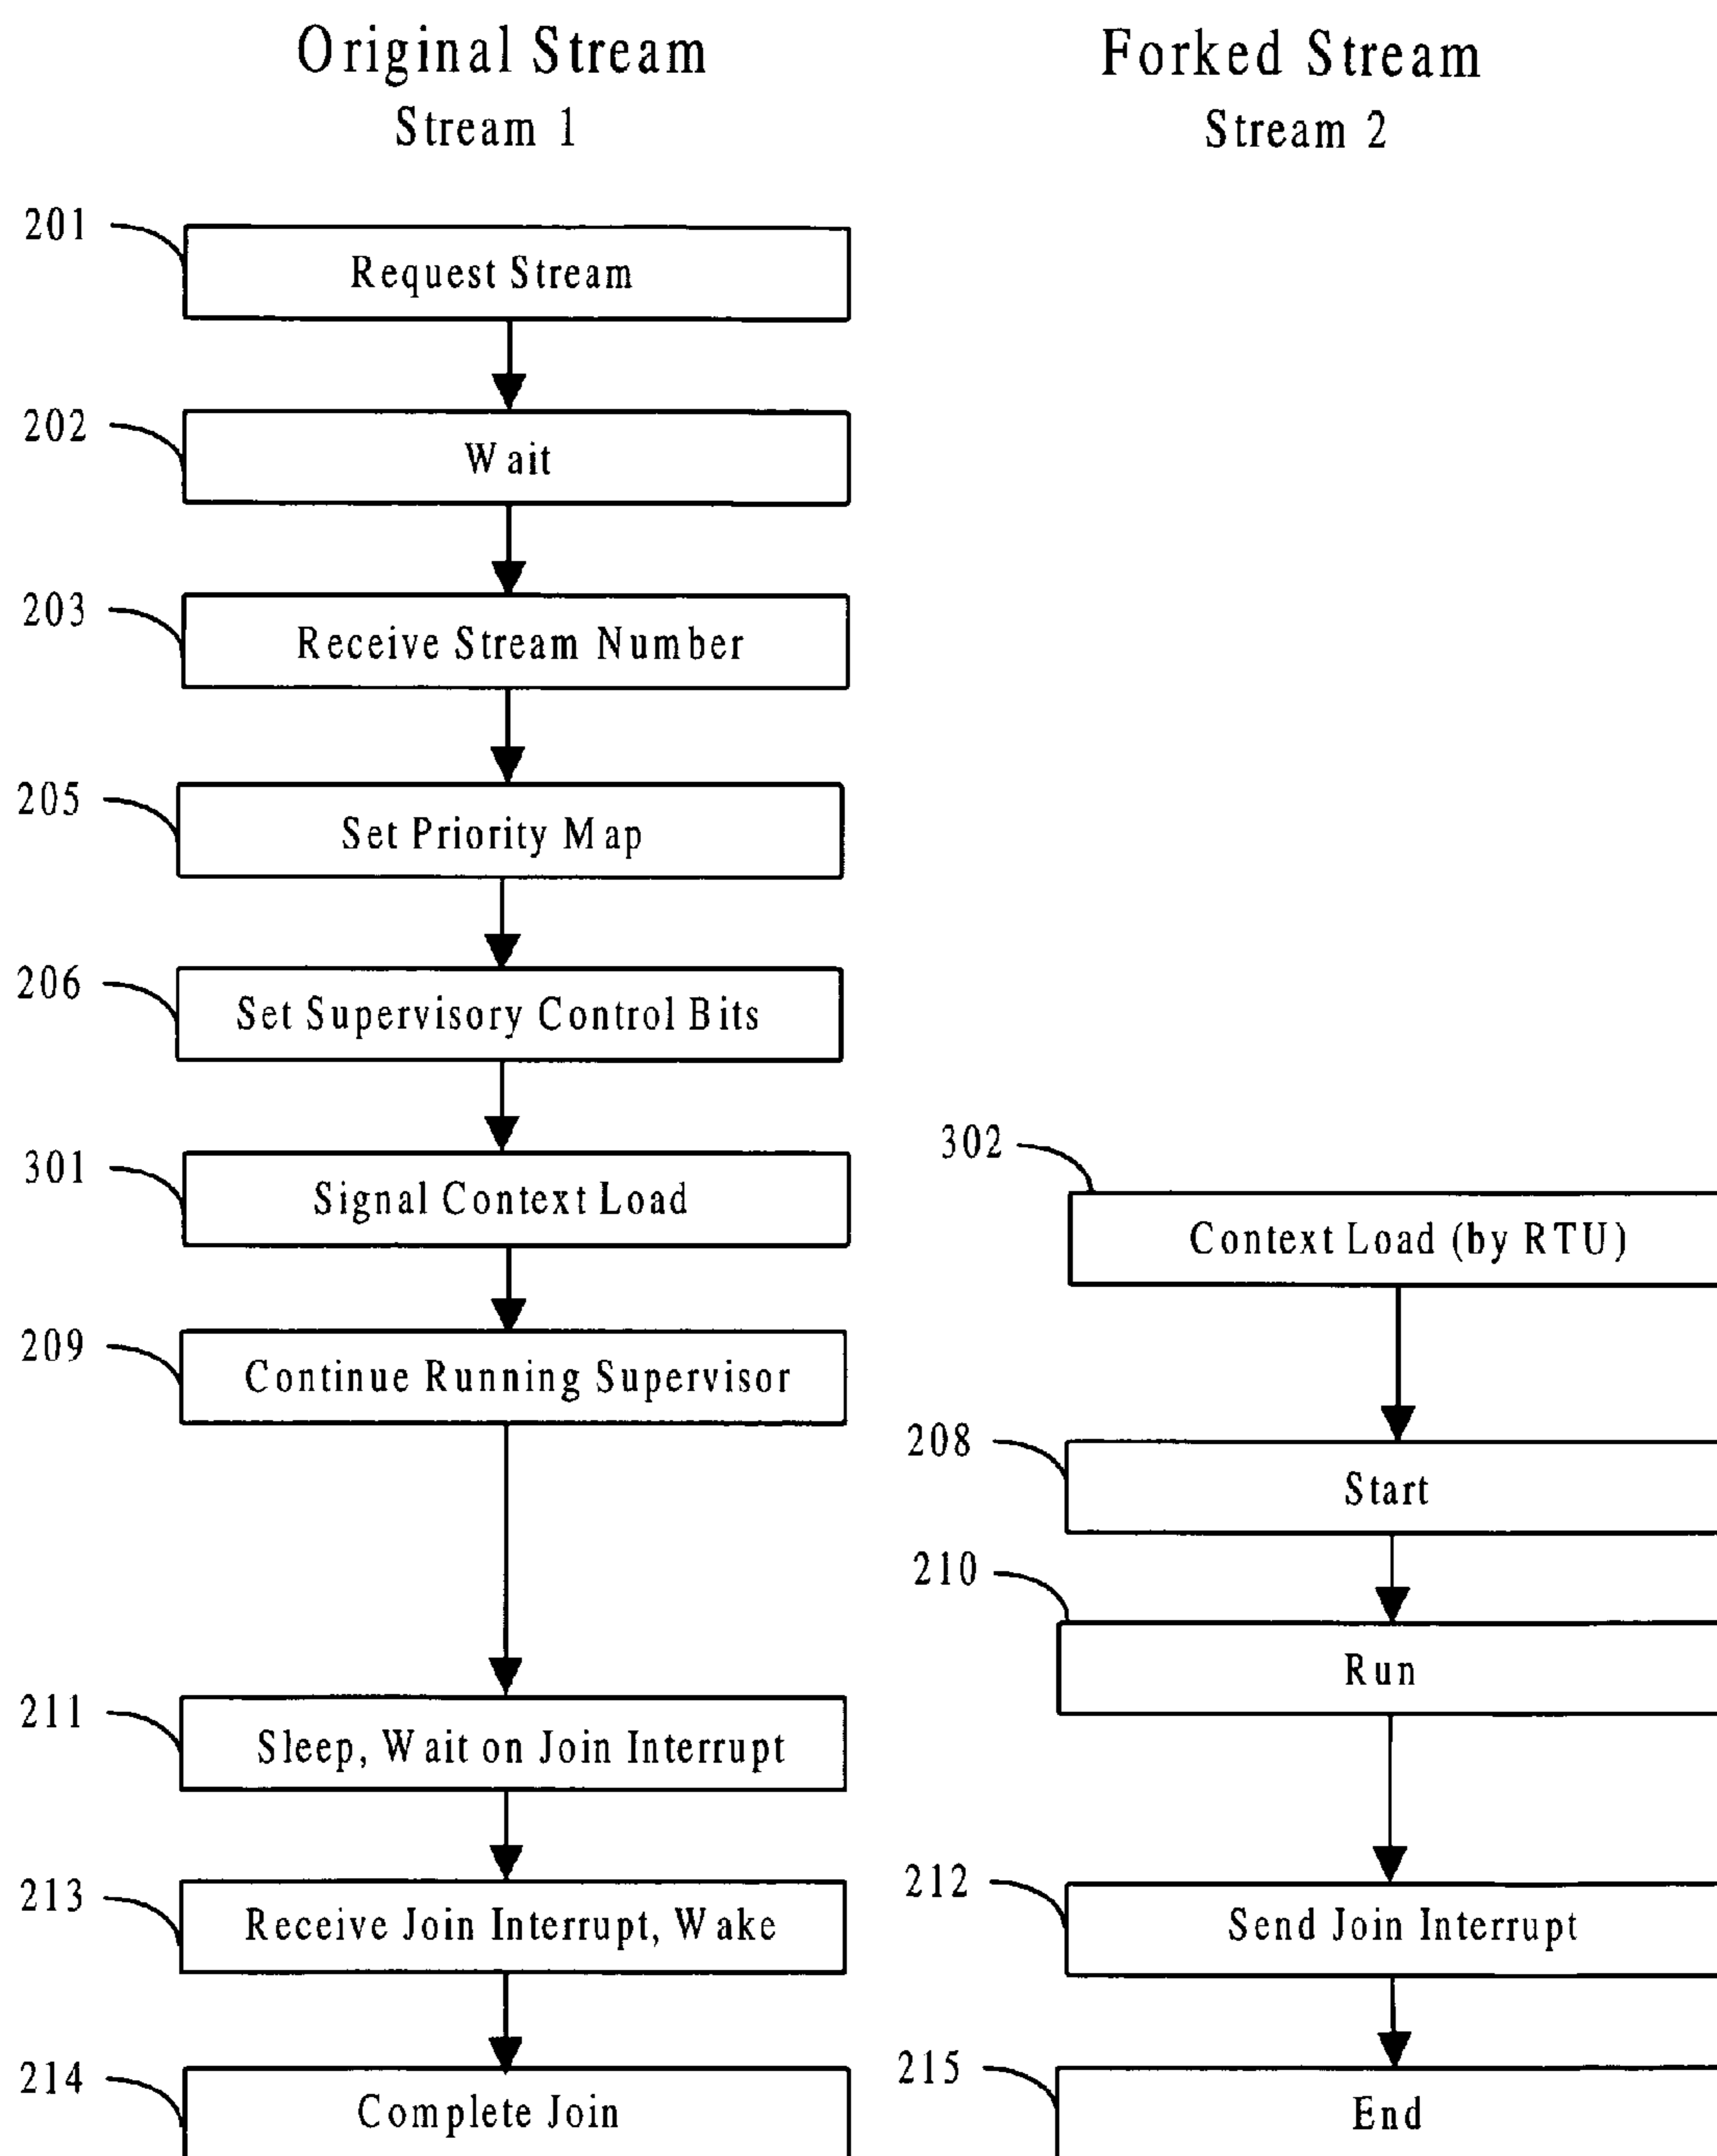 Original Stream
Stream 1
201
Request Stream
202
Wait
203
Receive Stream Number
205
Set Priority Map
206
Set Supervisory Control Bits
301
Signal Context Load
209
Continue Running Supervisor
211
Sleep, Wait on Join Interrupt
213
Receive Join Interrupt, Wake
214
Complete Join
Forked Stream
Stream 2
302
Context Load (by RTU)
208
Start
210
Run
212
Send Join Interrupt
215
End